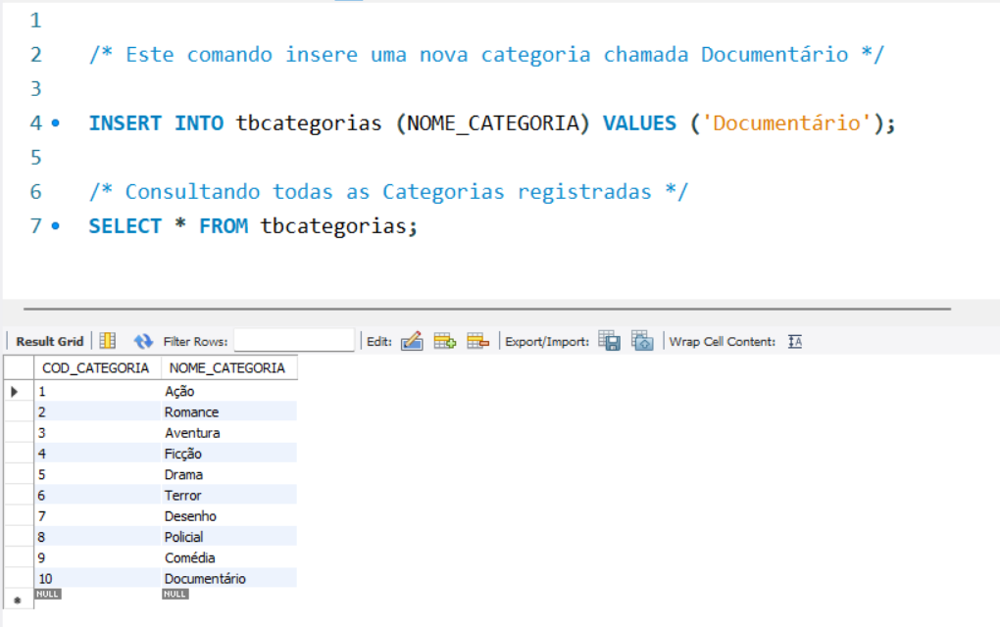 1
2 /* Este comando insere uma nova categoria chamada Documentário */
3
4 INSERT INTO tbcategorias (NOME_CATEGORIA) VALUES ('Documentário');
5
6 /* Consultando todas as Categorias registradas */
7 SELECT * FROM tbcategorias;
Result Grid Filter Rows: Edit: Export/Import: Wrap Cell Content: IA
COD_CATEGORIA NOME_CATEGORIA
1 Ação
2 Romance
3 Aventura
4 Ficção
5 Drama
6 Terror
7 Desenho
8 Policial
9 Comédia
10 Documentário
NULL NULL